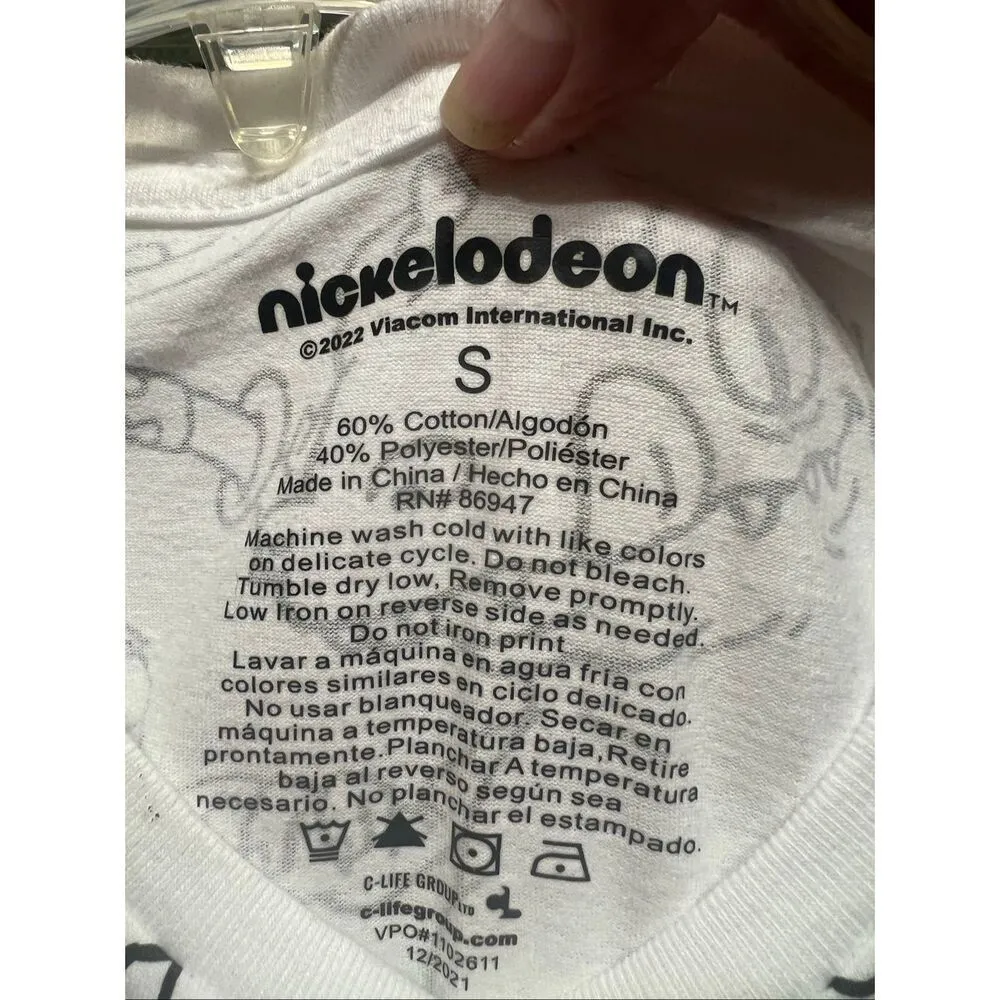 nickelodeon™
©2022 Viacom International Inc.
S
60% Cotton/Algodón
40% Polyester/Poliéster
Made in China / Hecho en China
RN# 86947
Machine wash cold with like colors
on delicate cycle. Do not bleach.
Tumble dry low, Remove promptly.
Low Iron on reverse side as needed.
Do not iron print
Lavar a máquina en agua fría con
colores similares en ciclo delicado.
No usar blanqueador. Secar en
máquina a temperatura baja,Retire
prontamente.Planchar A temperatura
baja al reverso según sea
necesario. No planchar el estampado.
C-LIFE GROUP LTD
c-lifegroup.com
VPO#1102611
12/2021